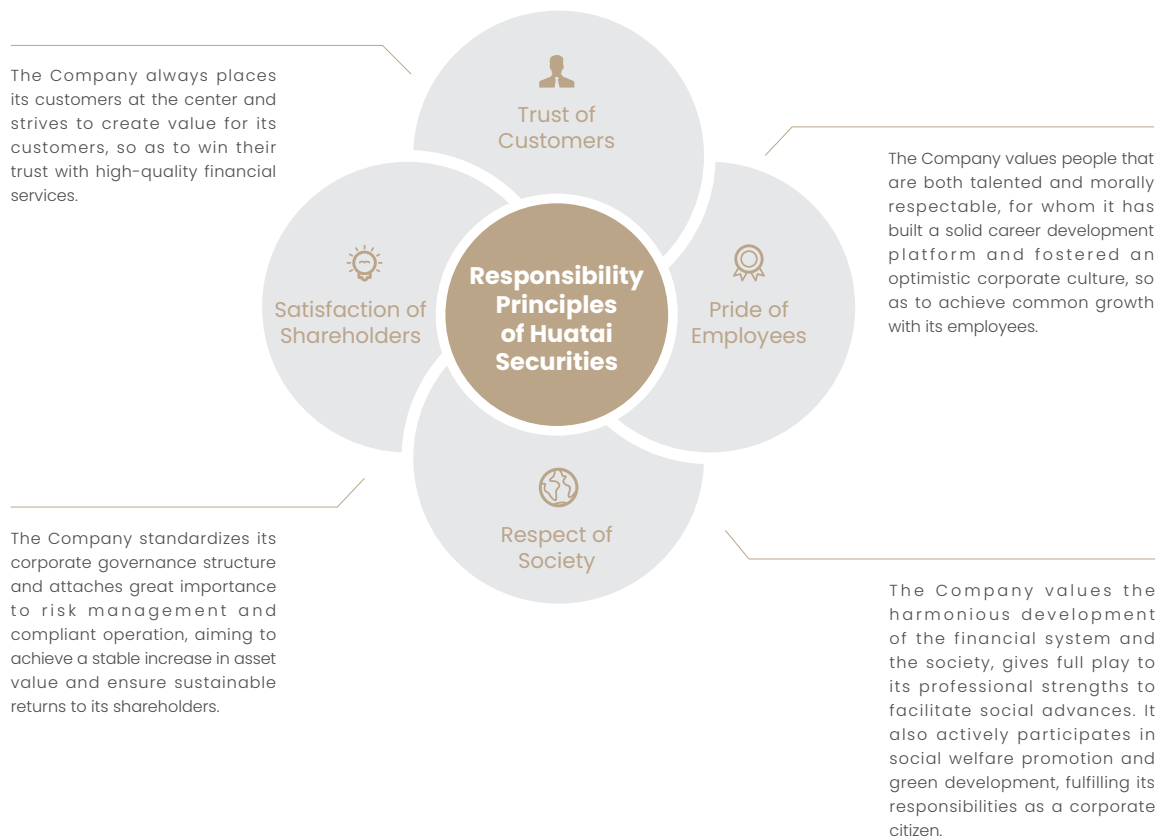 The Company always places
its customers at the center and
strives to create value for its
customers, so as to win their
trust with high-quality financial
services.
Trust of
Customers
The Company values people that
are both talented and morally
respectable, for whom it has
built a solid career development
platform and fostered an
optimistic corporate culture, so
as to achieve common growth
with its employees.
Satisfaction of
Shareholders
Responsibility
Principles
of Huatai
Securities
Pride of
Employees
Respect of
Society
The Company standardizes its
corporate governance structure
and attaches great importance
to risk management and
compliant operation, aiming to
achieve a stable increase in asset
value and ensure sustainable
returns to its shareholders.
The Company values the
harmonious development
of the financial system and
the society, gives full play to
its professional strengths to
facilitate social advances. It
also actively participates in
social welfare promotion and
green development, fulfilling its
responsibilities as a corporate
citizen.